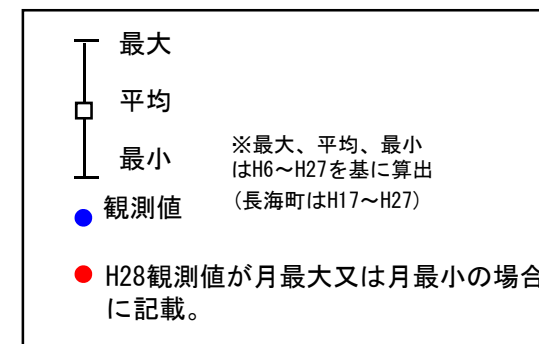 最大
平均
最小
※最大、平均、最小
はH6～H27を基に算出
(長海町はH17～H27)
観測値
H28観測値が月最大又は月最小の場合
に記載。